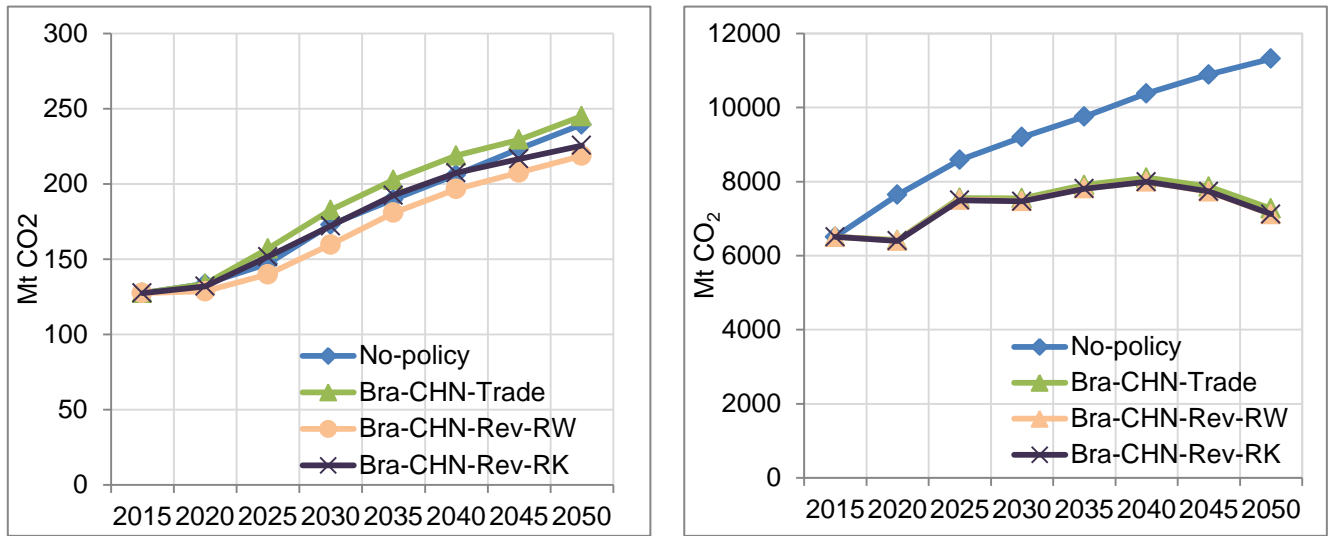 Mt CO2
300
250
200
150
100
50
0
2015 2020 2025 2030 2035 2040 2045 2050
No-policy
Bra-CHN-Trade
Bra-CHN-Rev-RW
Bra-CHN-Rev-RK
Mt CO₂
12000
10000
8000
6000
4000
2000
0
2015 2020 2025 2030 2035 2040 2045 2050
No-policy
Bra-CHN-Trade
Bra-CHN-Rev-RW
Bra-CHN-Rev-RK